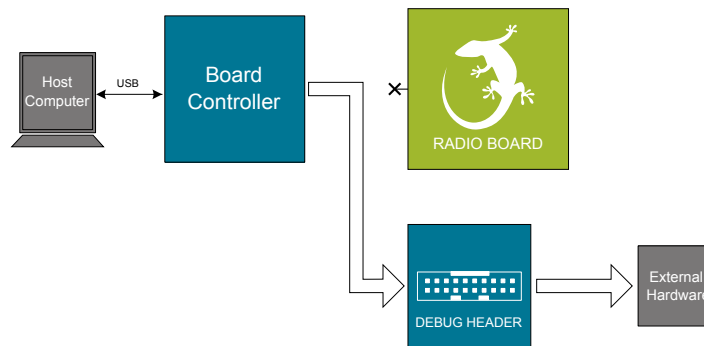 Host
Computer
USB
Board
Controller
RADIO BOARD
DEBUG HEADER
External
Hardware